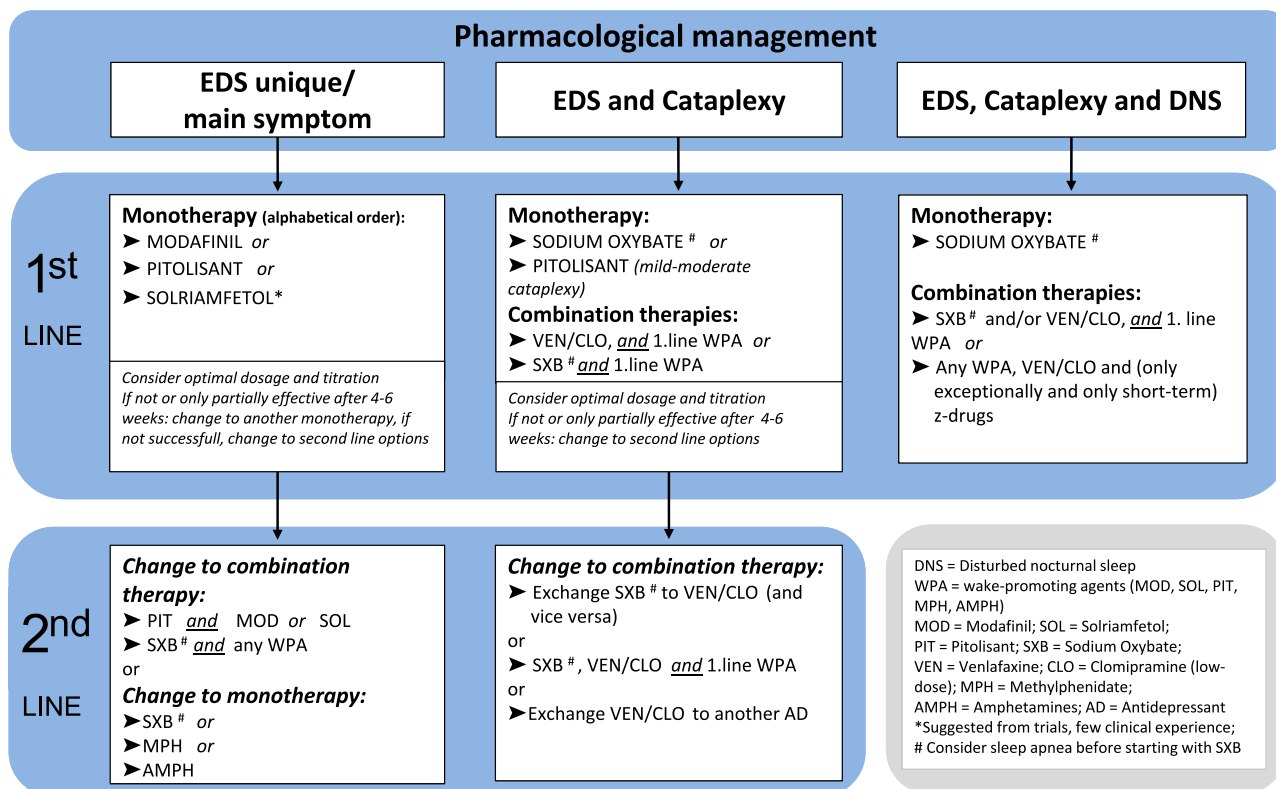 Pharmacological management
EDS unique/
main symptom
EDS and Cataplexy
EDS, Cataplexy and DNS
1st
LINE
Monotherapy (alphabetical order):
➤ MODAFINIL or
➤ PITOLISANT or
➤ SOLRIAMFETOL*
Consider optimal dosage and titration
If not or only partially effective after 4-6
weeks: change to another monotherapy, if
not successfull, change to second line options
Monotherapy:
➤ SODIUM OXYBATE # or
➤ PITOLISANT (mild-moderate
cataplexy)
Combination therapies:
➤ VEN/CLO, and 1.line WPA or
➤ SXB # and 1.line WPA
Consider optimal dosage and titration
If not or only partially effective after 4-6
weeks: change to second line options
Monotherapy:
➤ SODIUM OXYBATE #
Combination therapies:
➤ SXB # and/or VEN/CLO, and 1. line
WPA or
➤ Any WPA, VEN/CLO and (only
exceptionally and only short-term)
z-drugs
2nd
LINE
Change to combination
therapy:
➤ PIT and MOD or SOL
➤ SXB # and any WPA
or
Change to monotherapy:
➤SXB # or
➤MPH or
➤AMPH
Change to combination therapy:
➤ Exchange SXB # to VEN/CLO (and
vice versa)
or
➤ SXB #, VEN/CLO and 1.line WPA
or
➤Exchange VEN/CLO to another AD
DNS = Disturbed nocturnal sleep
WPA = wake-promoting agents (MOD, SOL, PIT,
MPH, AMPH)
MOD = Modafinil; SOL = Solriamfetol;
PIT = Pitolisant; SXB = Sodium Oxybate;
VEN = Venlafaxine; CLO = Clomipramine (low-
dose); MPH = Methylphenidate;
AMPH = Amphetamines; AD = Antidepressant
*Suggested from trials, few clinical experience;
# Consider sleep apnea before starting with SXB